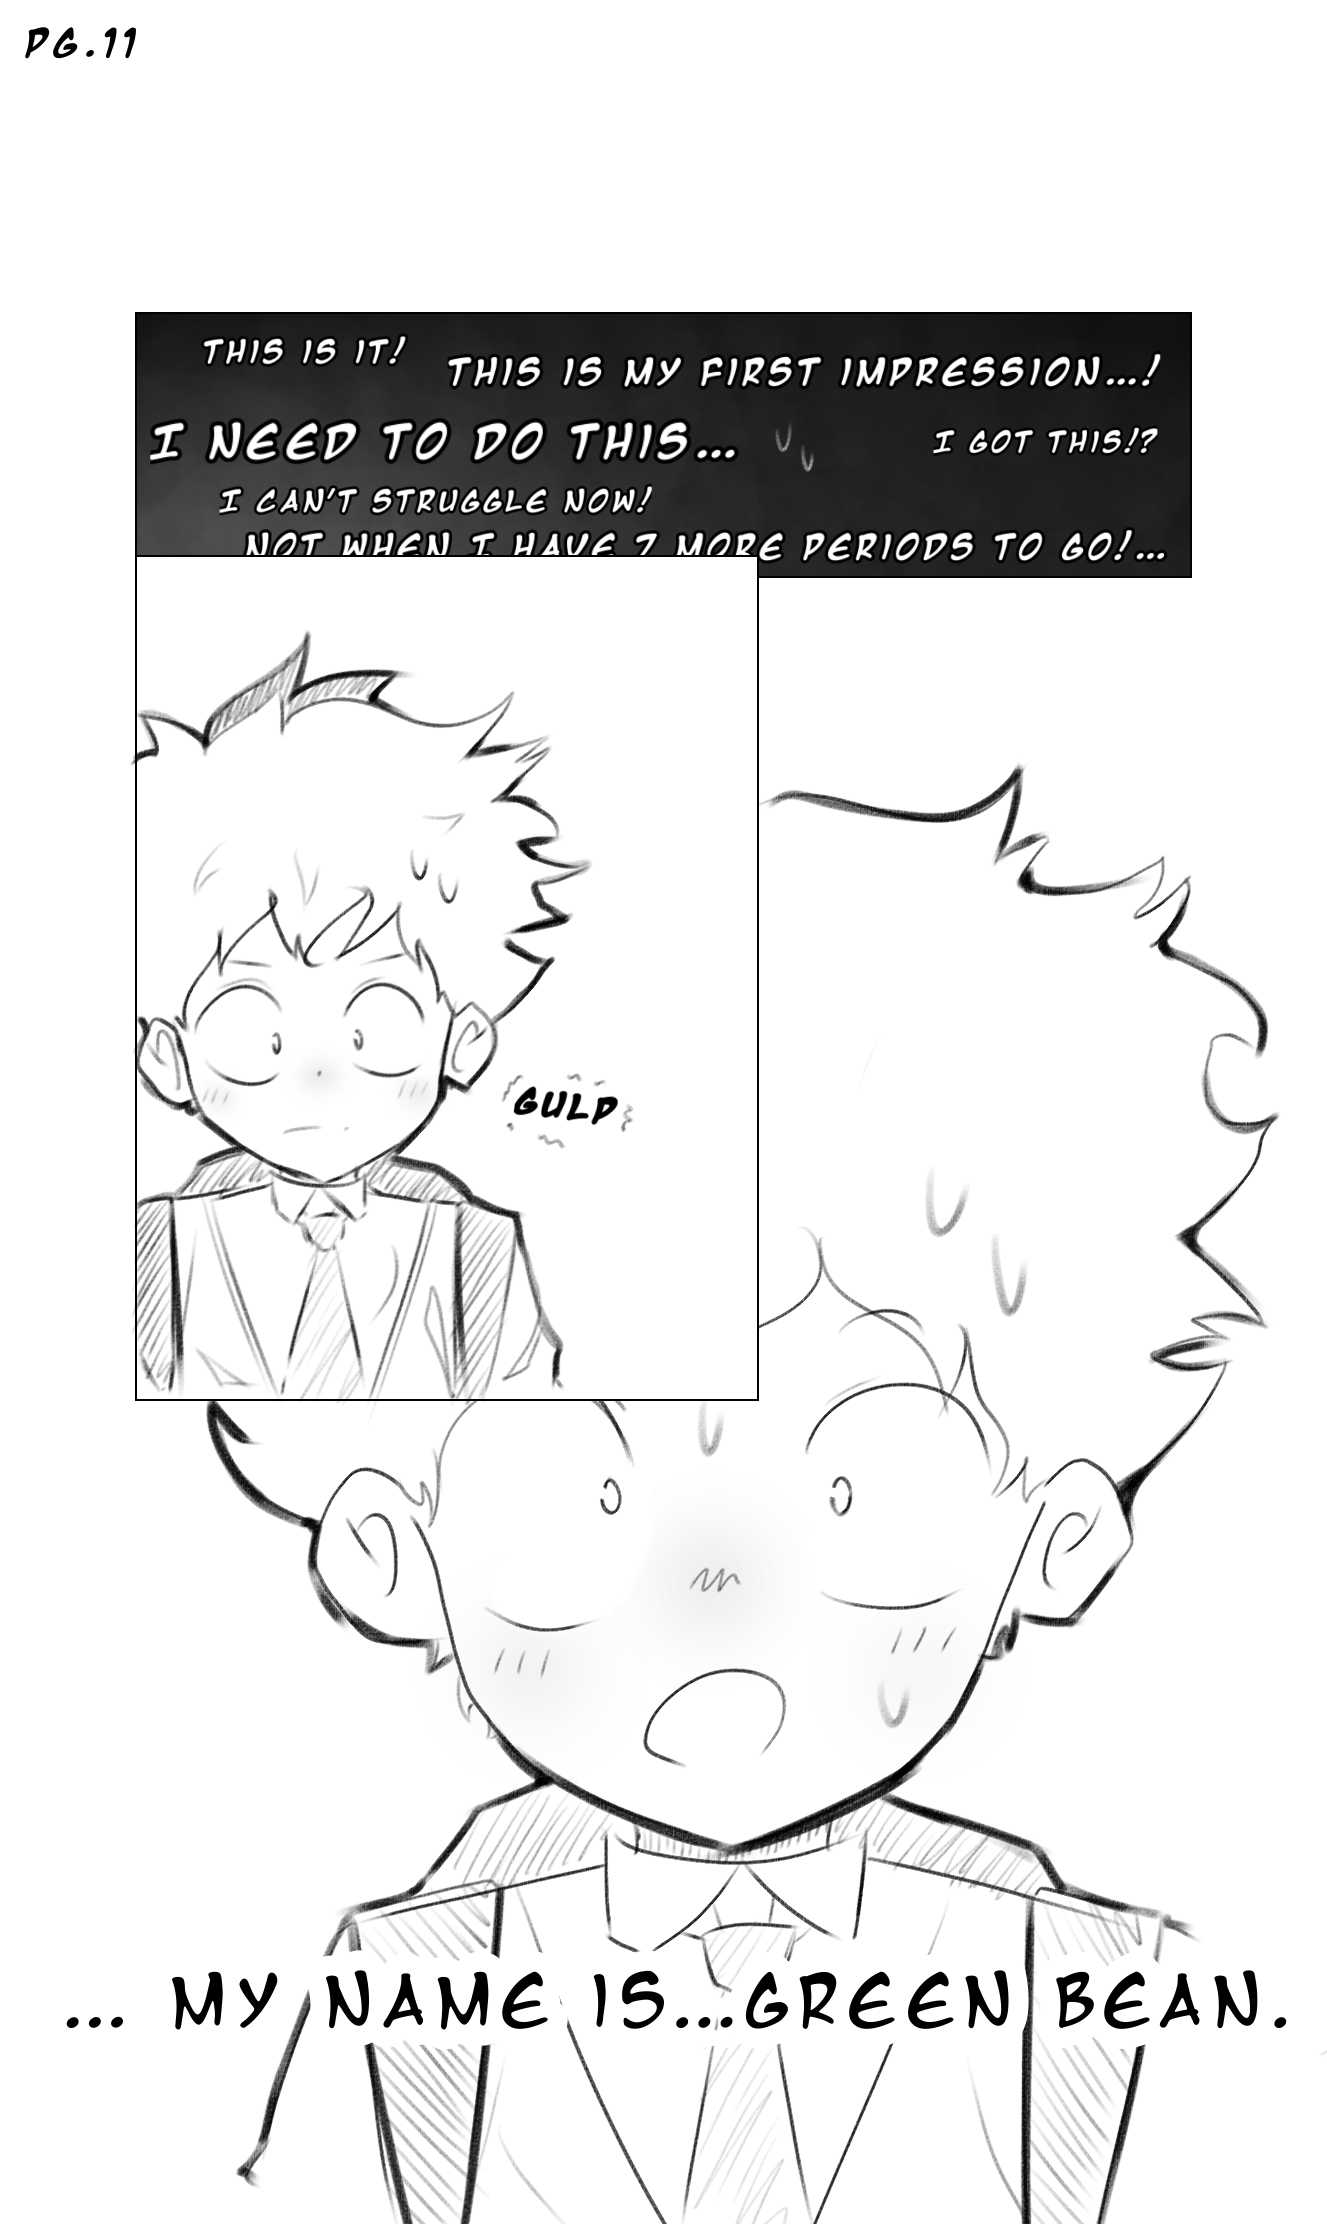 PG.11
THIS IS IT!
THIS IS MY FIRST IMPRESSION...!
I NEED TO DO THIS...
I GOT THIS!?
I CAN'T STRUGGLE NOW!
NOT WHEN I HAVE 7 MORE PERIODS TO GO!...
GULP
... MY NAME IS...GREEN BEAN.